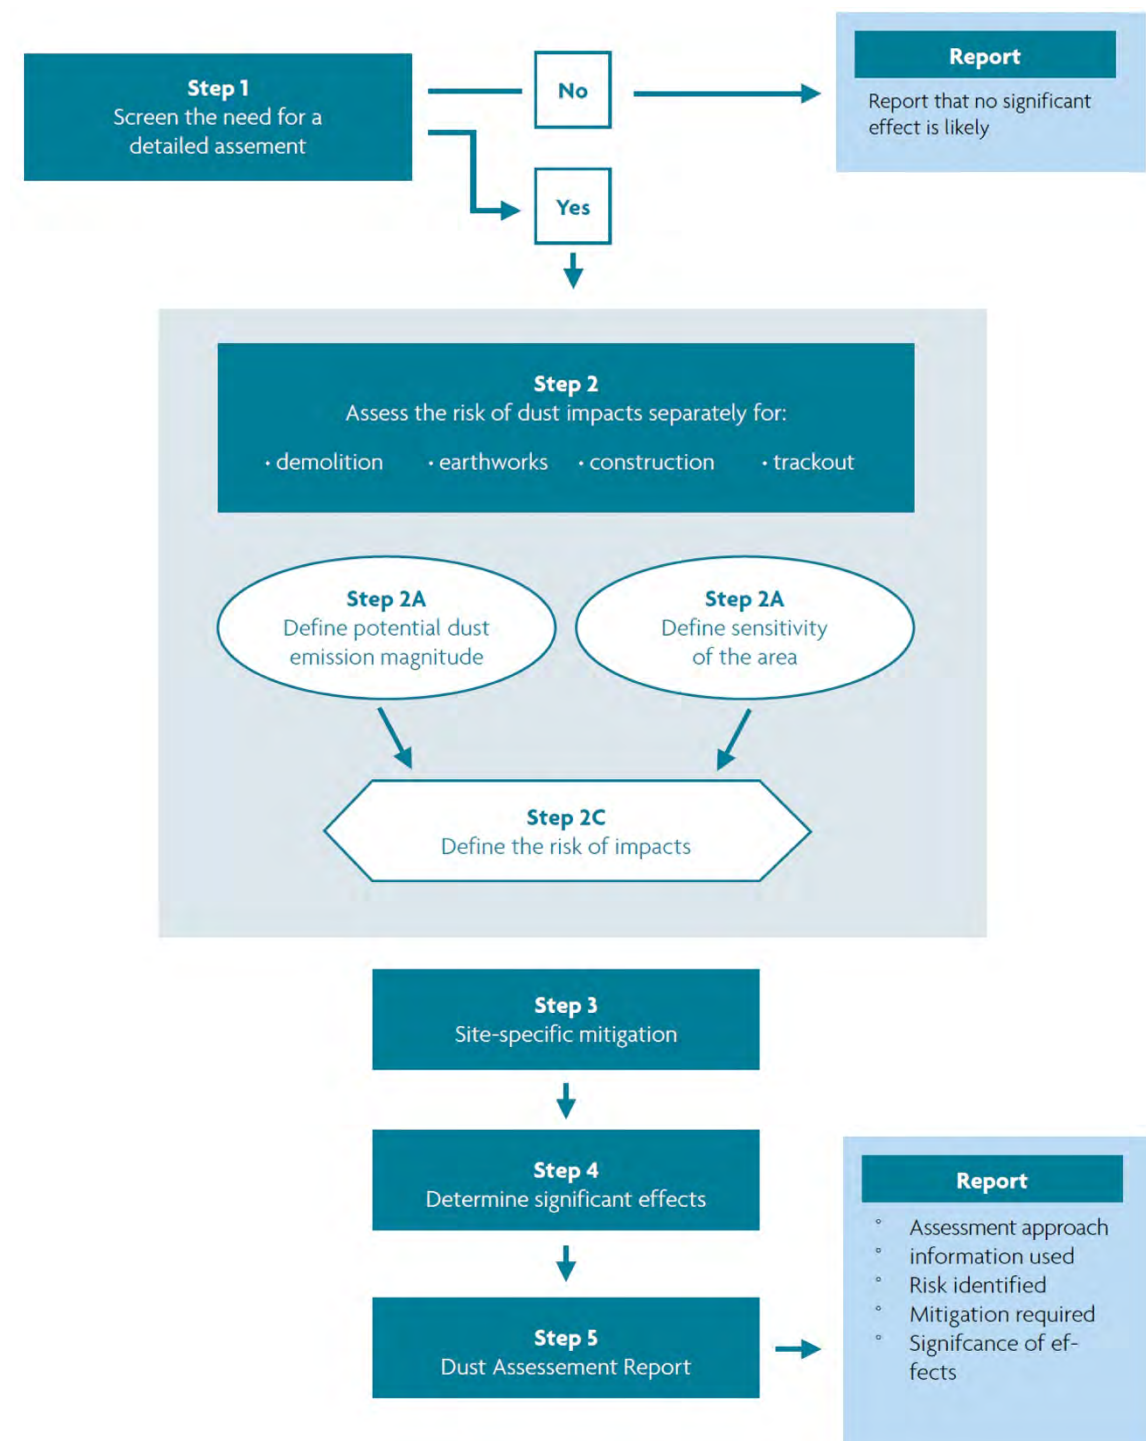 Step 1
Screen the need for a
detailed assement
No
Yes
Report
Report that no significant
effect is likely
Step 2
Assess the risk of dust impacts separately for:
· demolition · earthworks · construction · trackout
Step 2A
Define potential dust
emission magnitude
Step 2A
Define sensitivity
of the area
Step 2C
Define the risk of impacts
Step 3
Site-specific mitigation
Step 4
Determine significant effects
Step 5
Dust Assessement Report
Report
° Assessment approach
° information used
° Risk identified
° Mitigation required
° Signifcance of ef-
fects